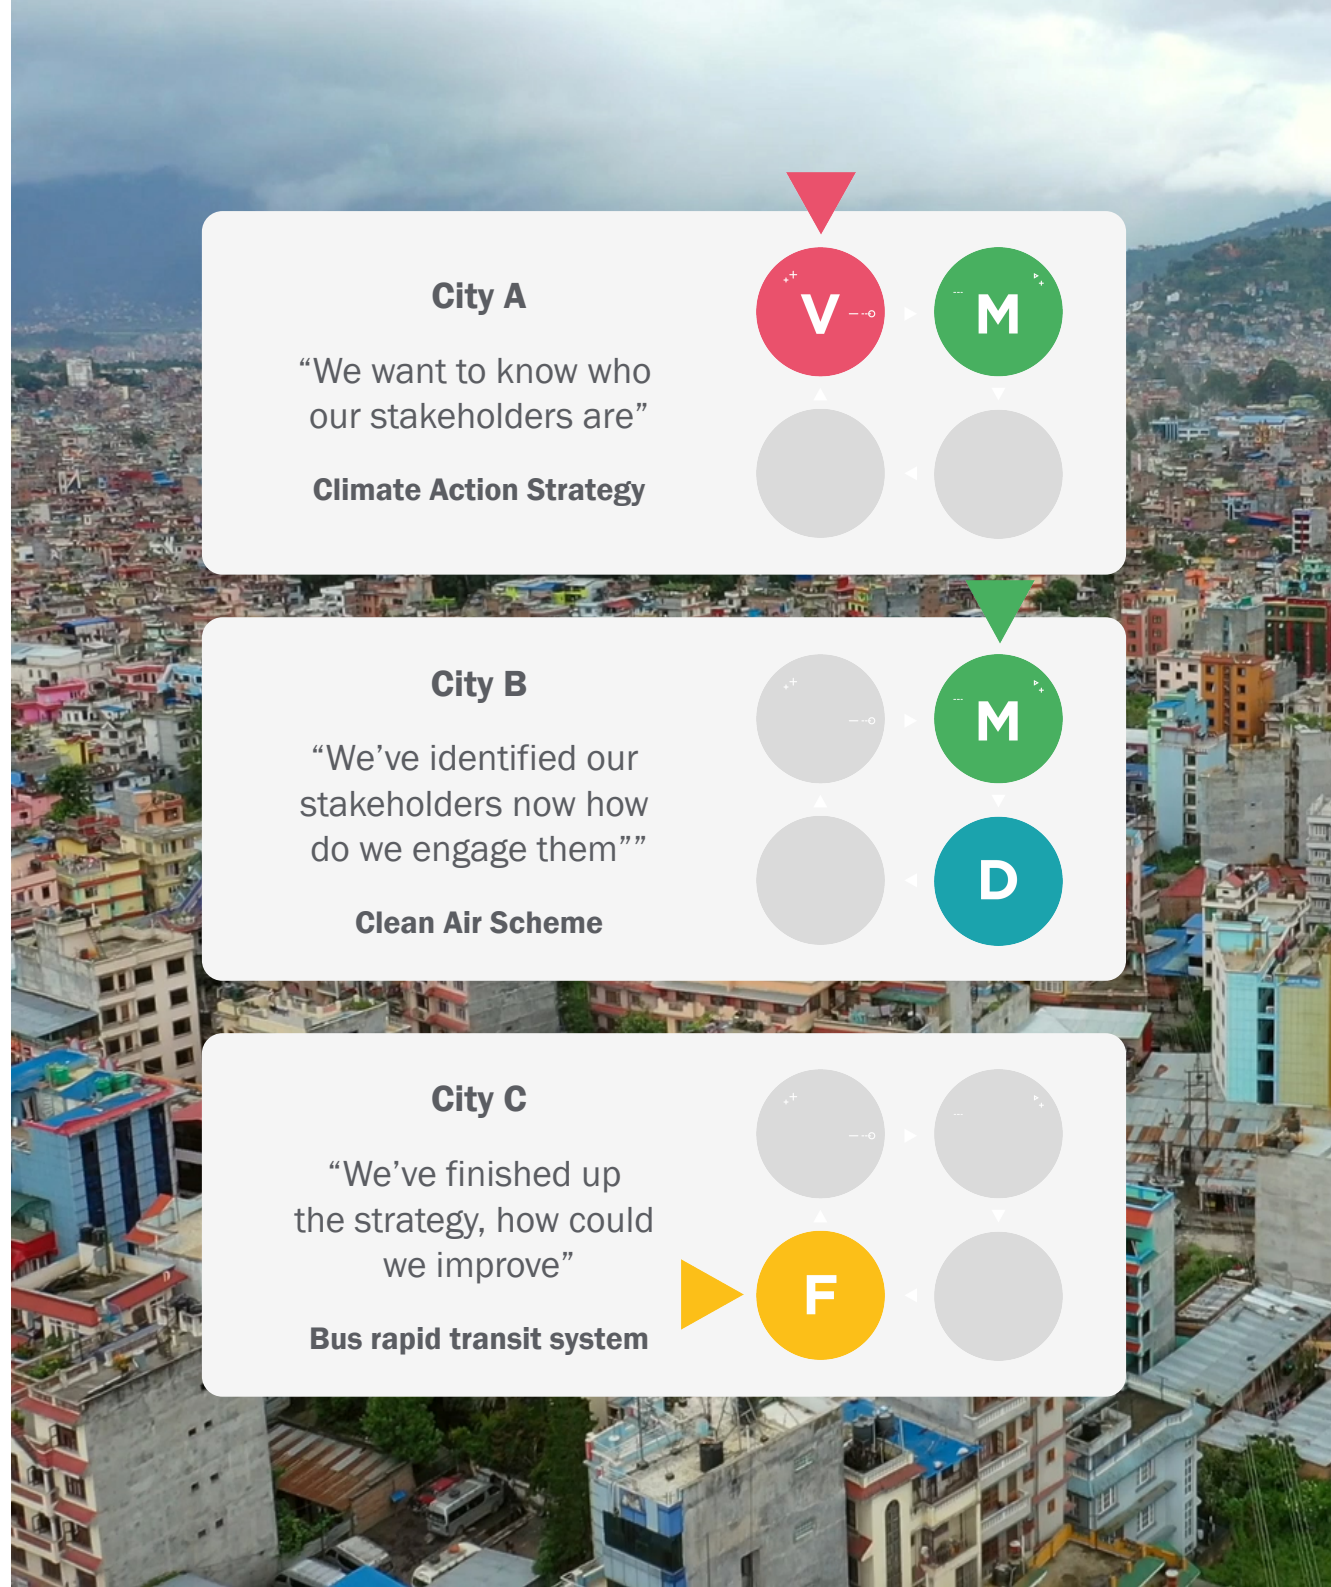 City A
“We want to know who
our stakeholders are”
Climate Action Strategy
V
M
City B
“We’ve identified our
stakeholders now how
do we engage them””
Clean Air Scheme
M
D
City C
“We’ve finished up
the strategy, how could
we improve”
Bus rapid transit system
F